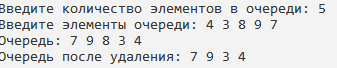 Введите количество элементов в очереди: 5
Введите элементы очереди: 4 3 8 9 7
Очередь: 7 9 8 3 4
Очередь после удаления: 7 9 3 4